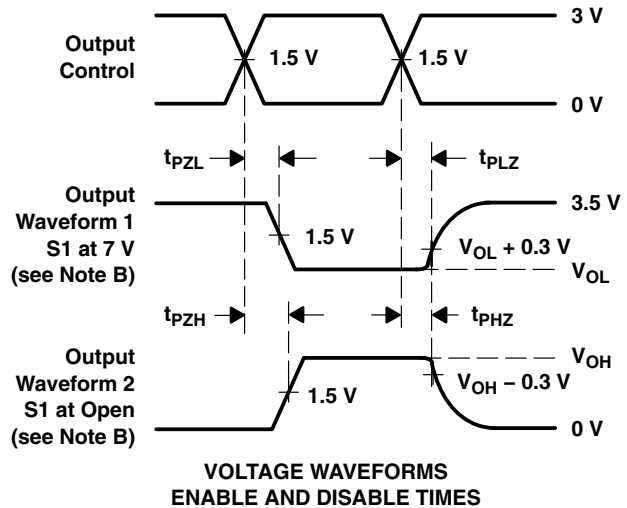 3 V
Output
Control
1.5 V
1.5 V
0 V
tPZL
tPLZ
Output
Waveform 1
S1 at 7 V
(see Note B)
3.5 V
1.5 V
VOL + 0.3 V
VOL
tPZH
tPHZ
Output
Waveform 2
S1 at Open
(see Note B)
VOH
1.5 V
VOH − 0.3 V
0 V
VOLTAGE WAVEFORMS
ENABLE AND DISABLE TIMES